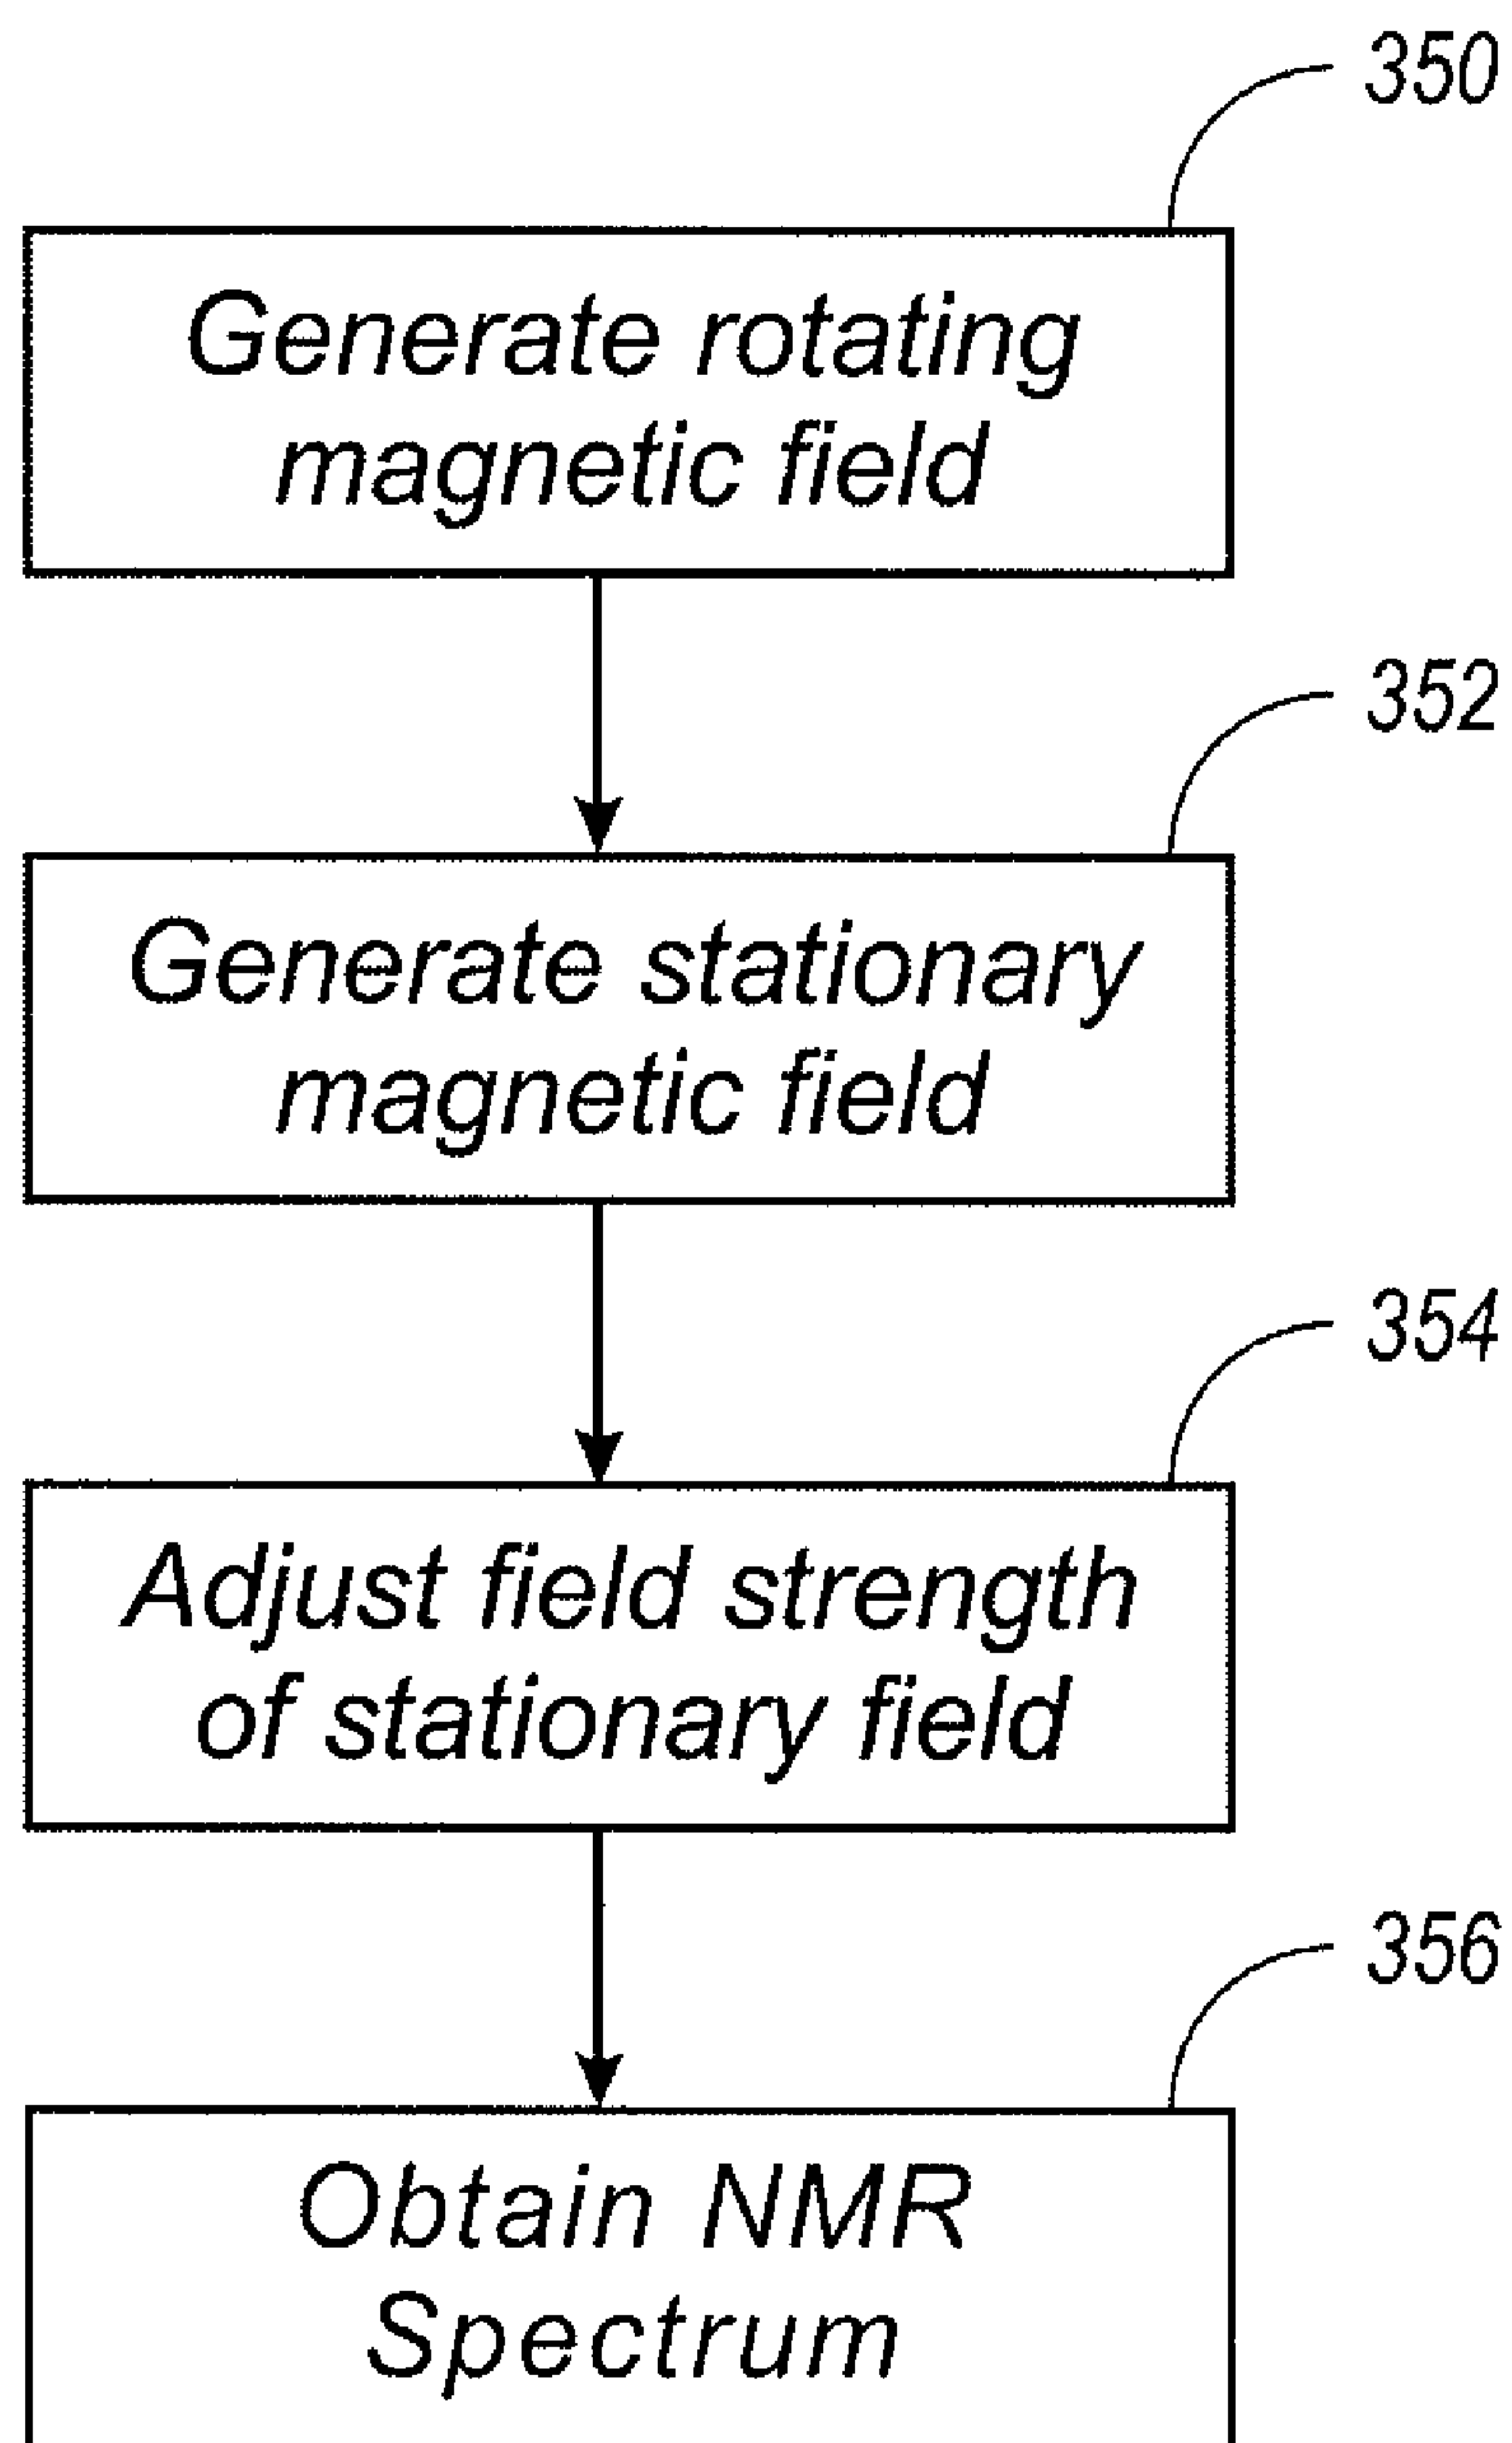 350
Generate rotating
magnetic field
352
Generate stationary
magnetic field
354
Adjust field strength
of stationary field
356
Obtain NMR
Spectrum